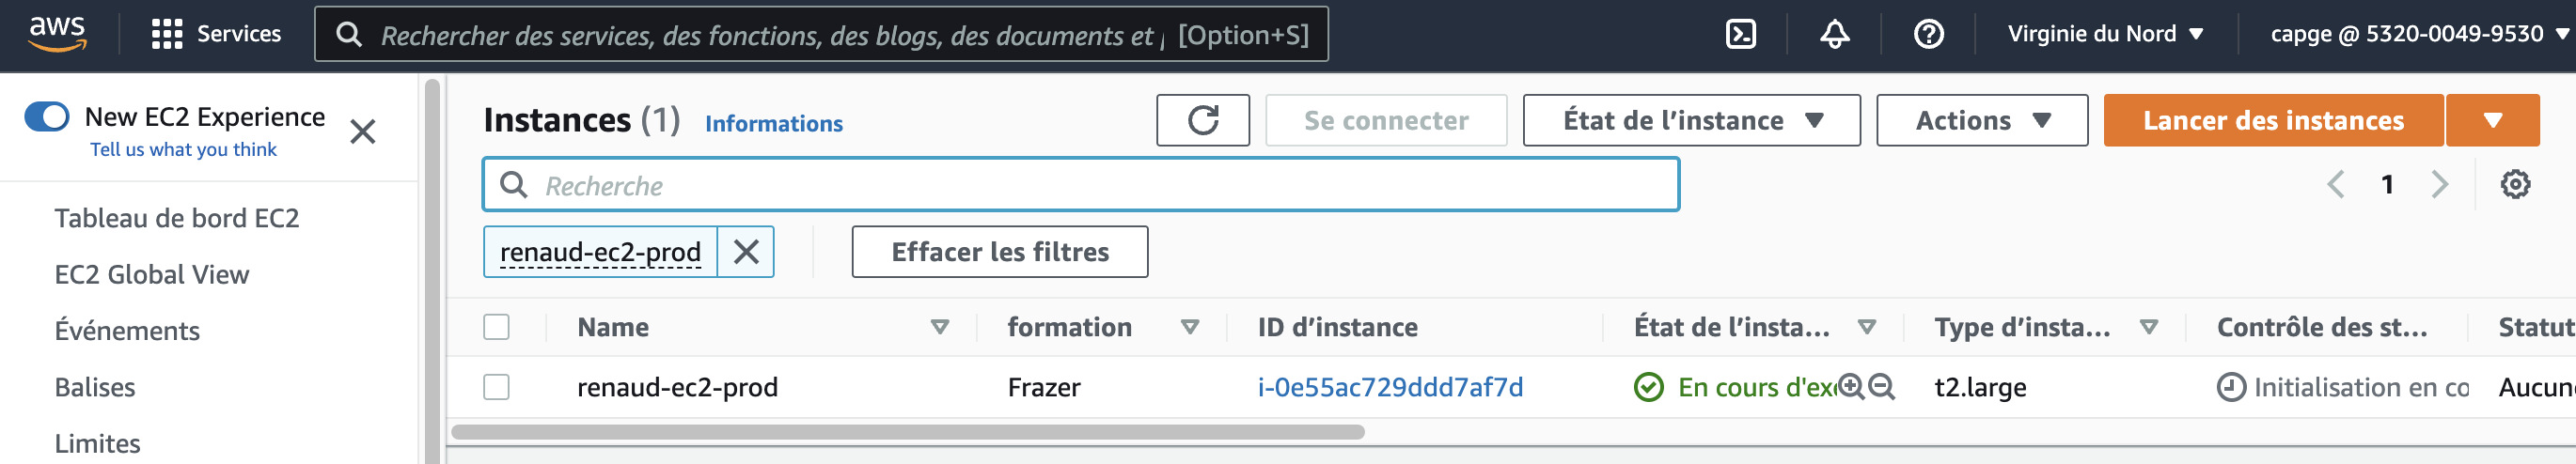 aws Services Rechercher des services, des fonctions, des blogs, des documents et [Option+S] Virginie du Nord capge @ 5320-0049-9530
New EC2 Experience
Tell us what you think
Tableau de bord EC2
EC2 Global View
Événements
Balises
Limites
Instances (1) Informations Se connecter État de l'instance Actions Lancer des instances
Recherche 1
renaud-ec2-prod Effacer les filtres
Name formation ID d'instance État de l'insta... Type d'insta... Contrôle des st... Statut
renaud-ec2-prod Frazer i-0e55ac729ddd7af7d En cours d'exé t2.large Initialisation en co Aucun